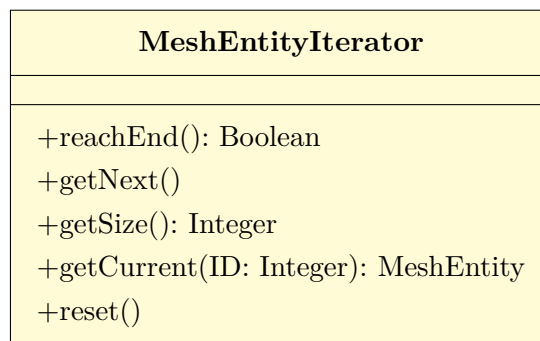 MeshEntityIterator
+reachEnd(): Boolean
+getNext()
+getSize(): Integer
+getCurrent(ID: Integer): MeshEntity
+reset()